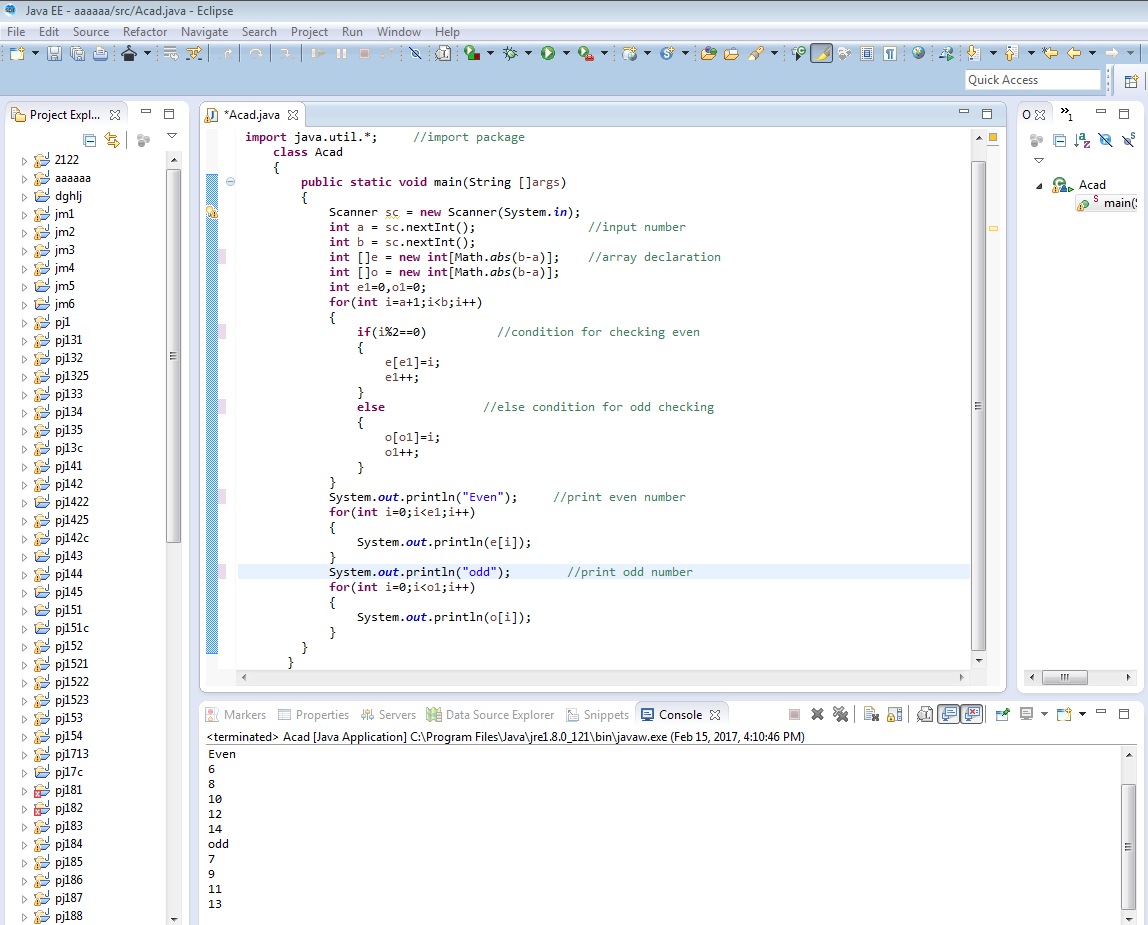 Java EE - aaaaaa/src/Acad.java - Eclipse
File Edit Source Refactor Navigate Search Project Run Window Help
Quick Access
Project Expl...
2122
aaaaaa
dghlj
jm1
jm2
jm3
jm4
jm5
jm6
pj1
pj131
pj132
pj1325
pj133
pj134
pj135
pj13c
pj141
pj142
pj1422
pj1425
pj142c
pj143
pj144
pj145
pj151
pj151c
pj152
pj1521
pj1522
pj1523
pj153
pj154
pj1713
pj17c
pj181
pj182
pj183
pj184
pj185
pj186
pj187
pj188
*Acad.java
import java.util.*;     //import package
    class Acad
    {
        public static void main(String []args)
        {
            Scanner sc = new Scanner(System.in);
            int a = sc.nextInt();                //input number
            int b = sc.nextInt();
            int []e = new int[Math.abs(b-a)];    //array declaration
            int []o = new int[Math.abs(b-a)];
            int e1=0,o1=0;
            for(int i=a+1;i<b;i++)
            {
                if(i%2==0)          //condition for checking even
                {
                    e[e1]=i;
                    e1++;
                }
                else              //else condition for odd checking
                {
                    o[o1]=i;
                    o1++;
                }
            }
            System.out.println("Even");     //print even number
            for(int i=0;i<e1;i++)
            {
                System.out.println(e[i]);
            }
            System.out.println("odd");        //print odd number
            for(int i=0;i<o1;i++)
            {
                System.out.println(o[i]);
            }
        }
      }
O
1
Acad
main(S
Markers Properties Servers Data Source Explorer Snippets Console
<terminated> Acad [Java Application] C:\Program Files\Java\jre1.8.0_121\bin\javaw.exe (Feb 15, 2017, 4:10:46 PM)
Even
6
8
10
12
14
odd
7
9
11
13